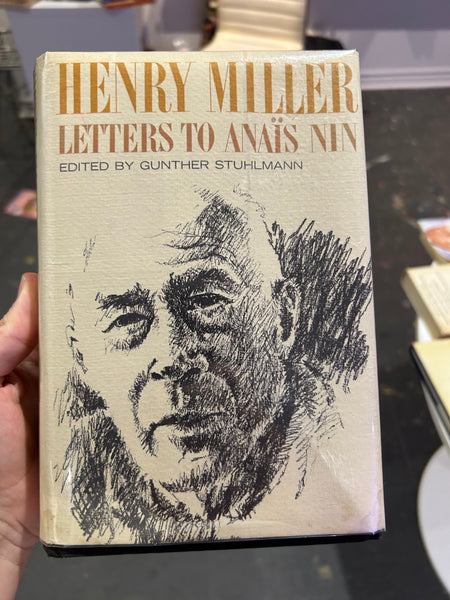 HENRY MILLER
LETTERS TO ANAÏS NIN
EDITED BY GUNTHER STUHLMANN